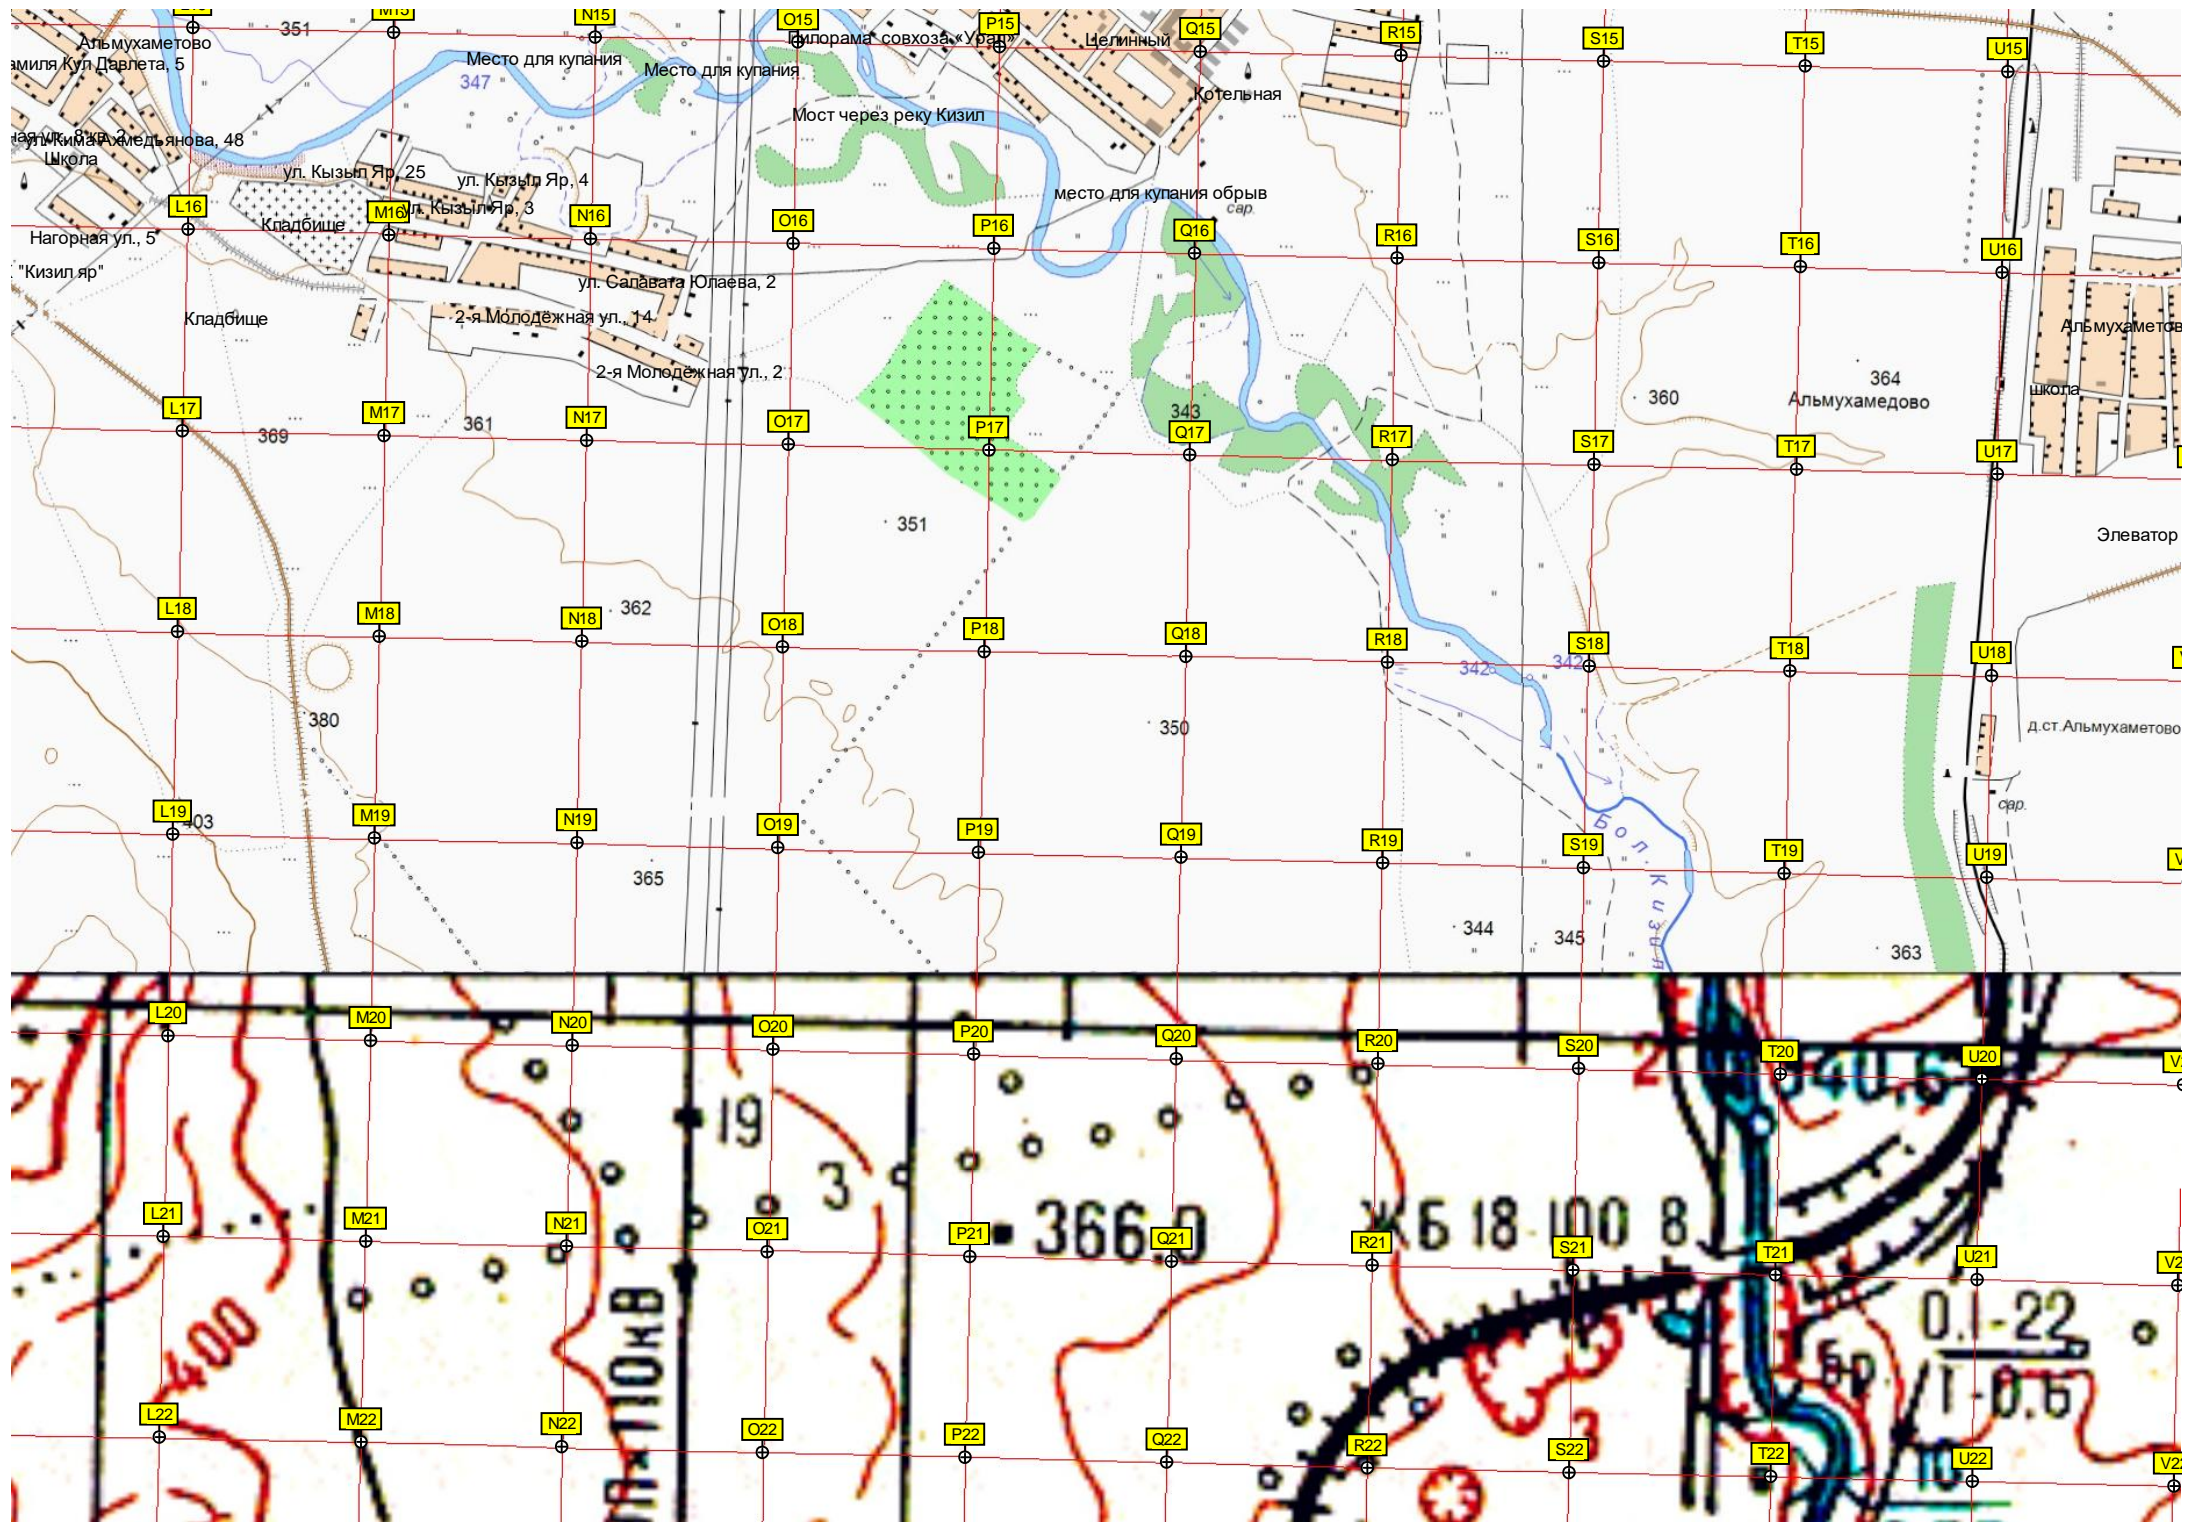 M15
N15
O15
P15
Q15
R15
S15
T15
U15
351
Альмухаметово
Место для купания
347
Место для купания
Пилорама совхоза «Урал»
Целинный
Котельная
Мост через реку Кизил
ул. Кима Ахмедьянова, 48
Школа
ул. Кызыл Яр, 25
ул. Кызыл Яр, 4
ул. Кызыл Яр, 3
место для купания обрыв
сар.
L16
M16
N16
O16
P16
Q16
R16
S16
T16
U16
Кладбище
Нагорная ул., 5
"Кизил яр"
ул. Салавата Юлаева, 2
Кладбище
2-я Молодёжная ул., 14
2-я Молодёжная ул., 2
школа
364
360
Альмухамедово
343
L17
M17
N17
O17
P17
Q17
R17
S17
T17
U17
369
361
351
Элеватор
362
L18
M18
N18
O18
P18
Q18
R18
S18
T18
U18
342
342
380
350
д.ст.Альмухаметово
сар.
403
L19
M19
N19
O19
P19
Q19
R19
S19
T19
U19
365
Бол. Кизил
344
345
363
L20
M20
N20
O20
P20
Q20
R20
S20
T20
U20
2
340,6
19
3
366.0
ЖБ 18-100 8
L21
M21
N21
O21
P21
Q21
R21
S21
T21
U21
400
110кВ
0.1-22
1-0.6
бр.
L22
M22
N22
O22
P22
Q22
R22
S22
T22
U22
3
10